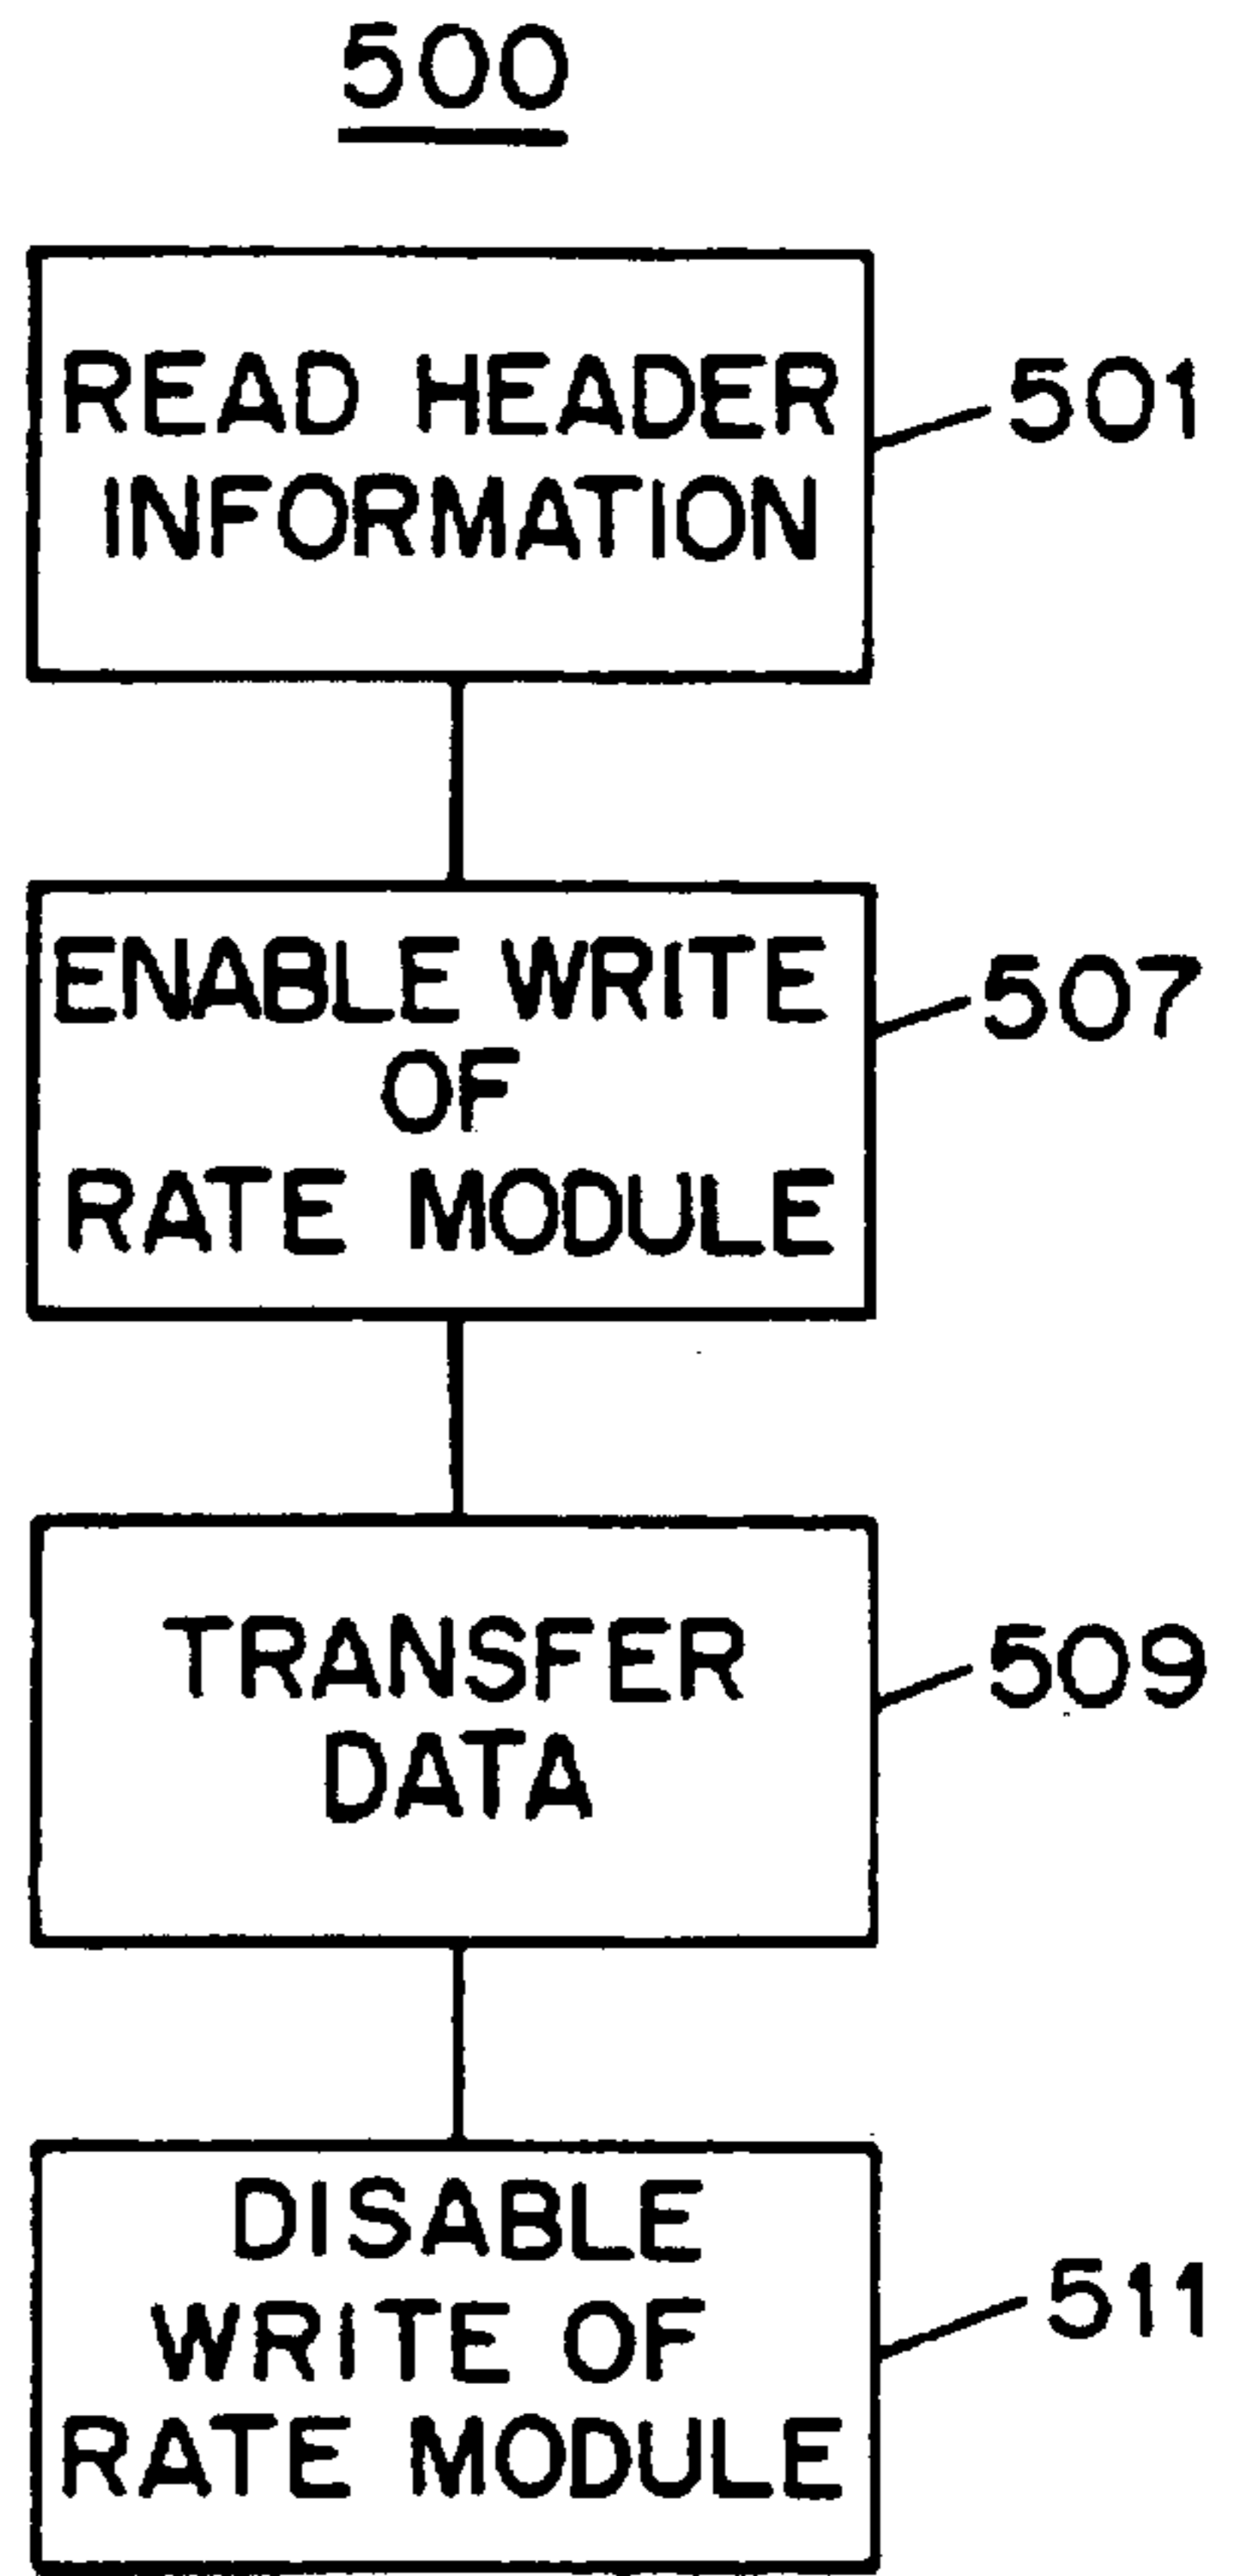 500
READ HEADER
INFORMATION
501
ENABLE WRITE
OF
RATE MODULE
507
TRANSFER
DATA
509
DISABLE
WRITE OF
RATE MODULE
511